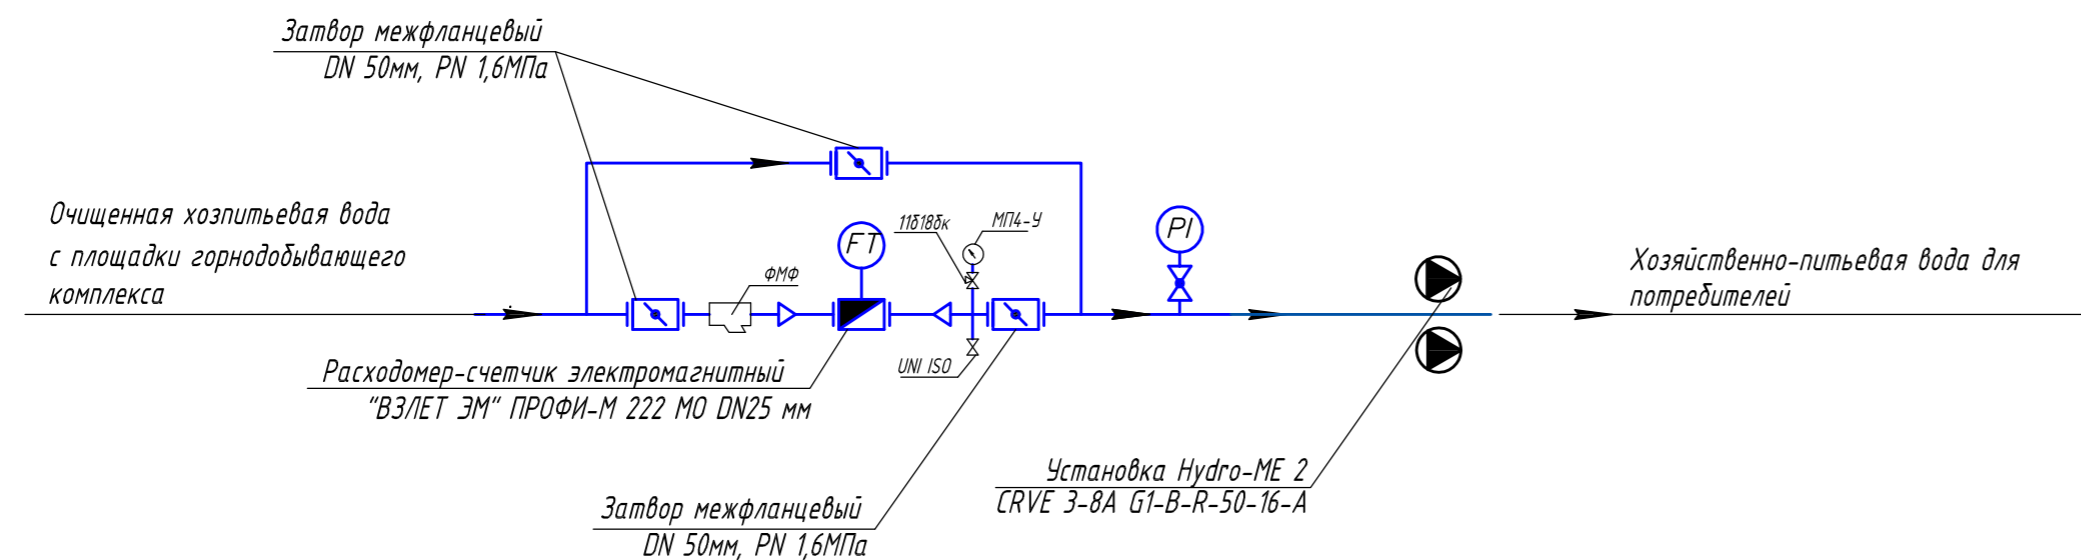 Затвор межфланцевый
DN 50мм, PN 1,6МПа
Очищенная хозпитьевая вода
с площадки горнодобывающего
комплекса
ФМФ
FT
11б18бк
МП4-У
PI
Хозяйственно-питьевая вода для
потребителей
UNI ISO
Расходомер-счетчик электромагнитный
"ВЗЛЕТ ЭМ" ПРОФИ-М 222 МО DN25 мм
Установка Hydro-ME 2
CRVE 3-8A G1-B-R-50-16-A
Затвор межфланцевый
DN 50мм, PN 1,6МПа